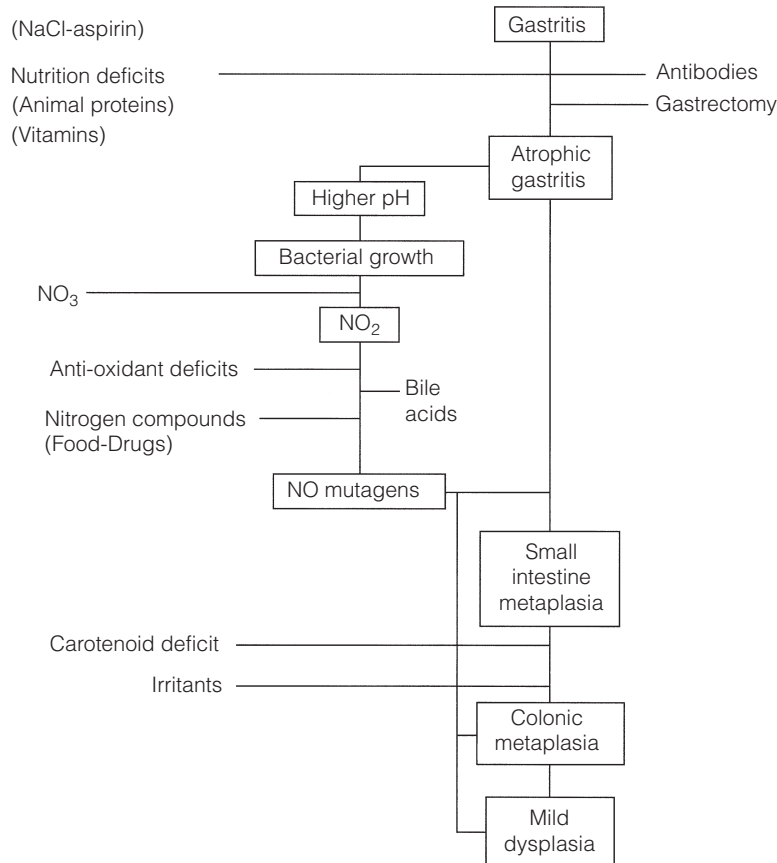 (NaCl-aspirin)
Gastritis
Nutrition deficits
(Animal proteins)
(Vitamins)
Antibodies
Gastrectomy
Atrophic
gastritis
Higher pH
Bacterial growth
NO₃
NO₂
Anti-oxidant deficits
Bile
acids
Nitrogen compounds
(Food-Drugs)
NO mutagens
Small
intestine
metaplasia
Carotenoid deficit
Irritants
Colonic
metaplasia
Mild
dysplasia